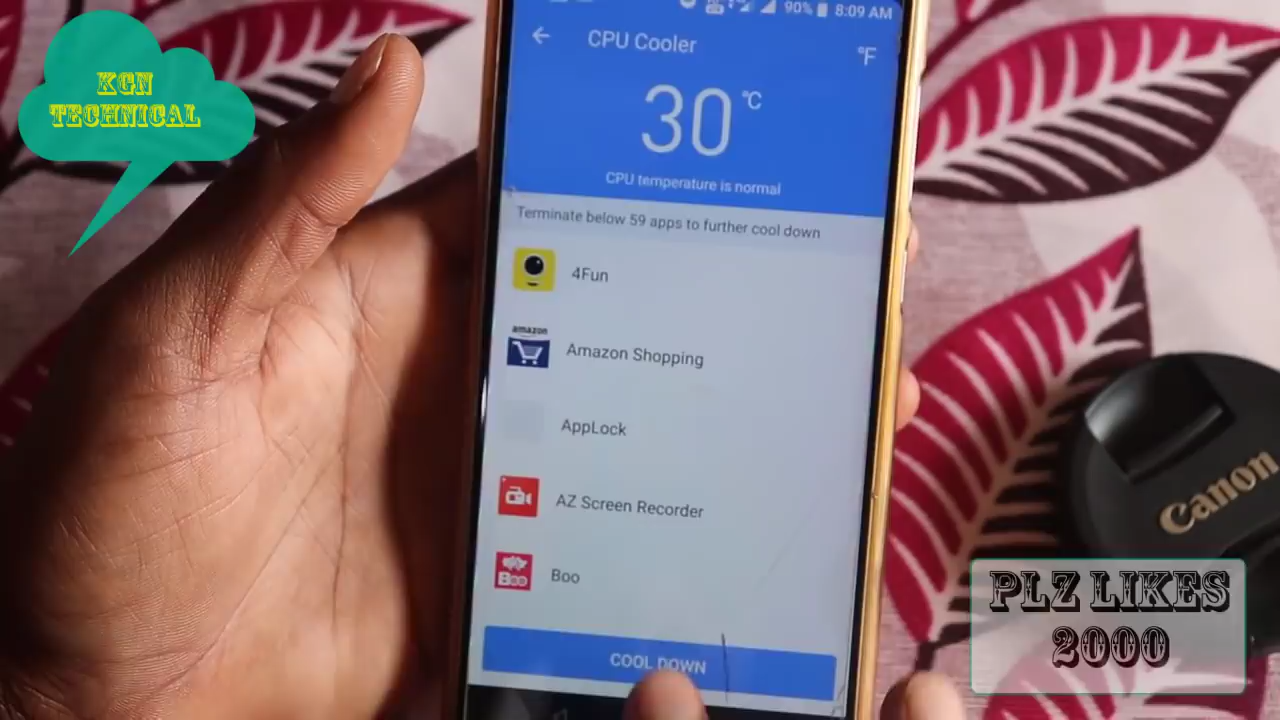 KGN
TECHNICAL
90% 8:09 AM
CPU Cooler
°F
30 °C
CPU temperature is normal
Terminate below 59 apps to further cool down
4Fun
amazon
Amazon Shopping
AppLock
AZ Screen Recorder
Boo
Boo
COOL DOWN
Canon
PLZ LIKES
2000